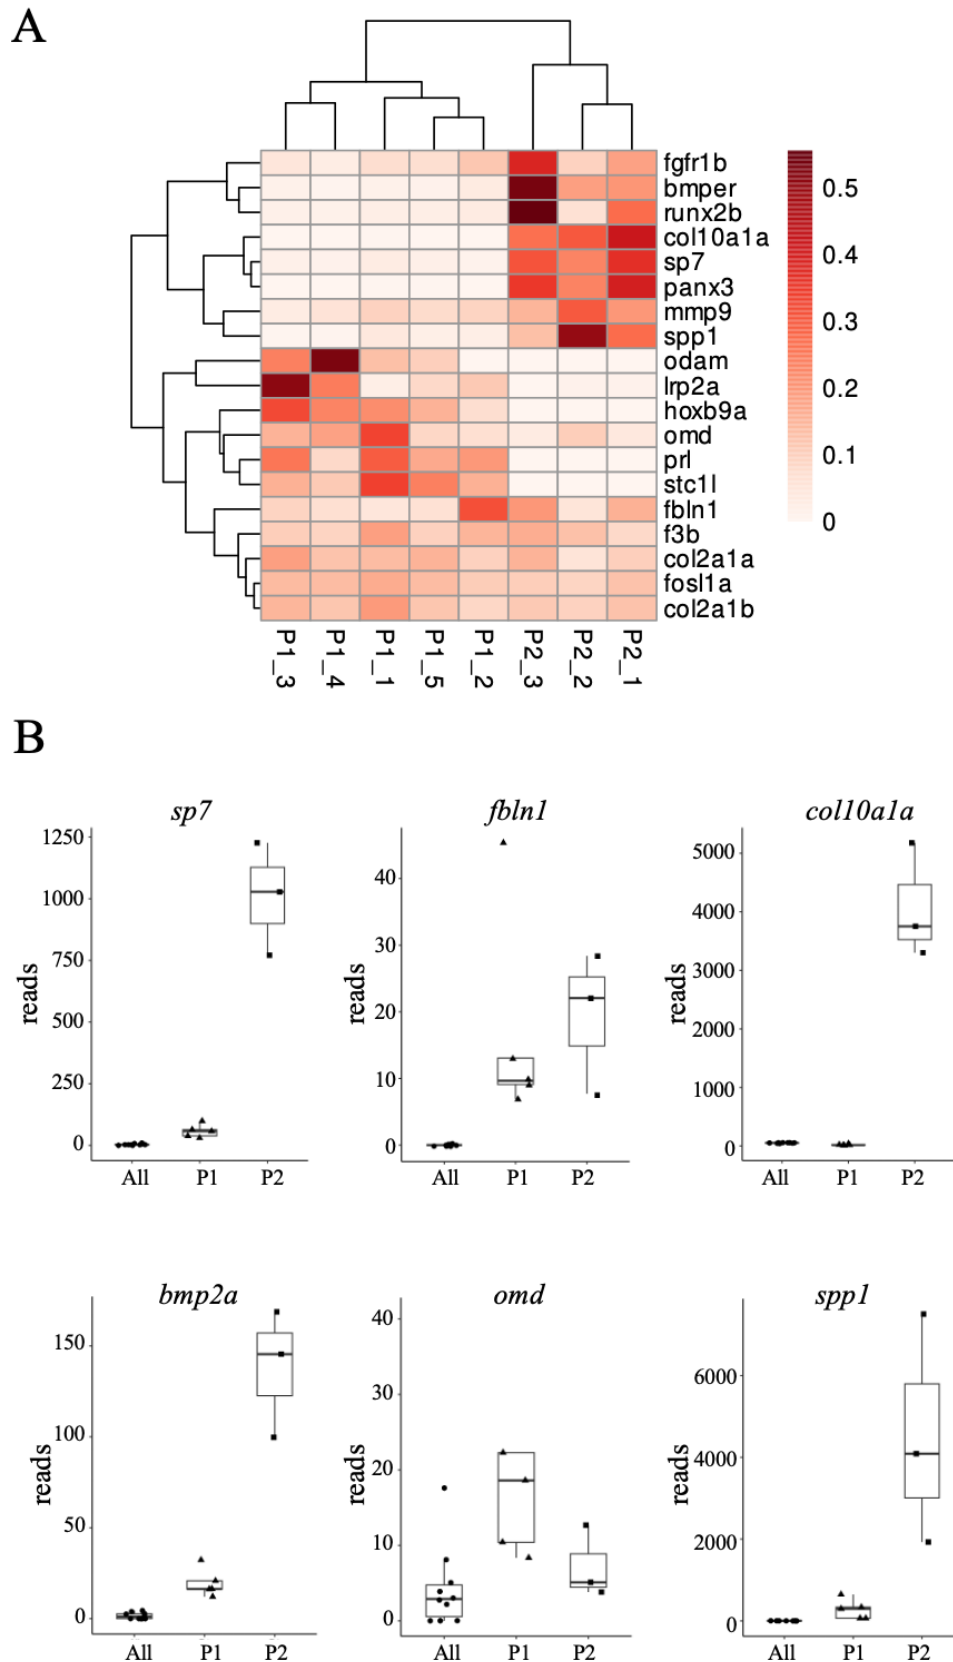 A
fgfr1b
bmper
runx2b
col10a1a
sp7
panx3
mmp9
spp1
odam
lrp2a
hoxb9a
omd
prl
stc1l
fbln1
f3b
col2a1a
fosl1a
col2a1b
0.5
0.4
0.3
0.2
0.1
0
P1_3 P1_4 P1_1 P1_5 P1_2 P2_3 P2_2 P2_1
B
sp7
1250
1000
750
500
250
0
reads
All P1 P2
fbln1
40
30
20
10
0
reads
All P1 P2
col10a1a
5000
4000
3000
2000
1000
0
reads
All P1 P2
bmp2a
150
100
50
0
reads
All P1 P2
omd
40
30
20
10
0
reads
All P1 P2
spp1
6000
4000
2000
0
reads
All P1 P2